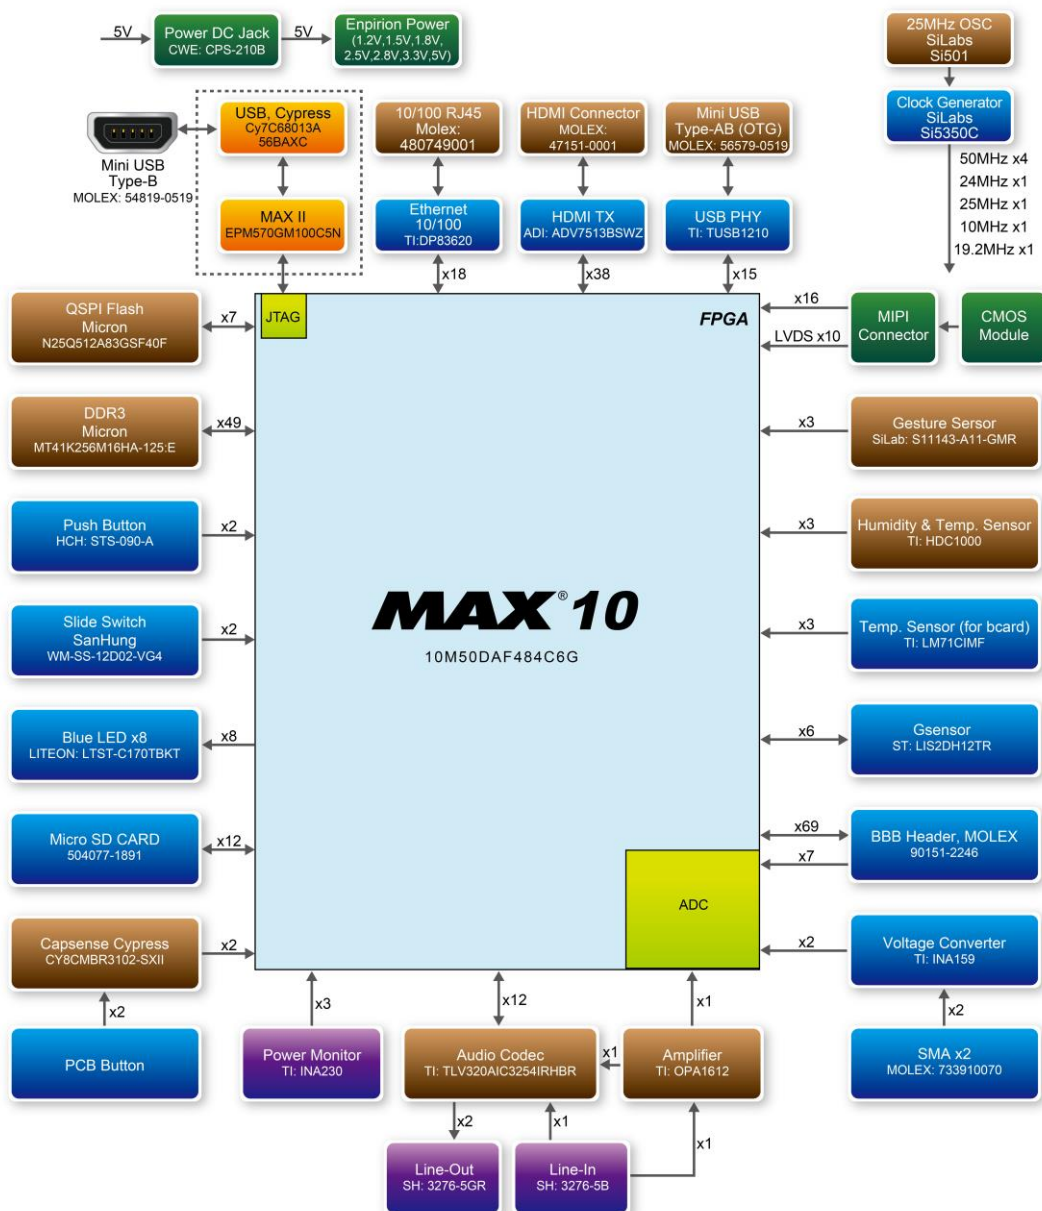 5V
Power DC Jack
CWE: CPS-210B
5V
Enpirion Power
(1.2V,1.5V,1.8V,
2.5V,2.8V,3.3V,5V)
25MHz OSC
SiLabs
Si501
Clock Generator
SiLabs
Si5350C
50MHz x4
24MHz x1
25MHz x1
10MHz x1
19.2MHz x1
Mini USB
Type-B
MOLEX: 54819-0519
USB, Cypress
Cy7C68013A
56BAXC
MAX II
EPM570GM100C5N
10/100 RJ45
Molex:
480749001
Ethernet
10/100
TI:DP83620
x18
HDMI Connector
MOLEX:
47151-0001
HDMI TX
ADI: ADV7513BSWZ
x38
Mini USB
Type-AB (OTG)
MOLEX: 56579-0519
USB PHY
TI: TUSB1210
x15
JTAG
FPGA
QSPI Flash
Micron
N25Q512A83GSF40F
x7
DDR3
Micron
MT41K256M16HA-125:E
x49
Push Button
HCH: STS-090-A
x2
Slide Switch
SanHung
WM-SS-12D02-VG4
x2
Blue LED x8
LITEON: LTST-C170TBKT
x8
Micro SD CARD
504077-1891
x12
Capsense Cypress
CY8CMBR3102-SXII
x2
x2
PCB Button
MAX® 10
10M50DAF484C6G
ADC
x16
LVDS x10
MIPI
Connector
CMOS
Module
x3
Gesture Sensor
SiLab: S11143-A11-GMR
x3
Humidity & Temp. Sensor
TI: HDC1000
x3
Temp. Sensor (for bcard)
TI: LM71CIMF
x6
Gsensor
ST: LIS2DH12TR
x69
x7
BBB Header, MOLEX
90151-2246
x2
Voltage Converter
TI: INA159
x2
SMA x2
MOLEX: 733910070
x3
Power Monitor
TI: INA230
x12
Audio Codec
TI: TLV320AIC3254IRHBR
x1
x1
Amplifier
TI: OPA1612
x2
x1
x1
Line-Out
SH: 3276-5GR
Line-In
SH: 3276-5B